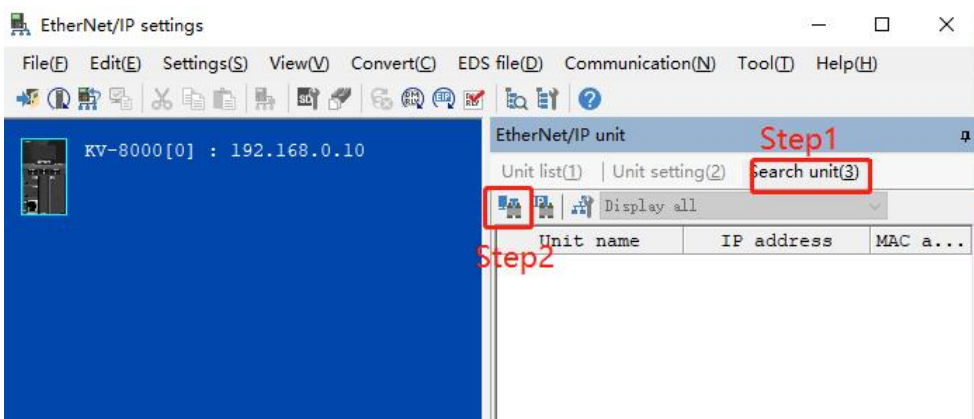 EtherNet/IP settings
File(F) Edit(E) Settings(S) View(V) Convert(C) EDS file(D) Communication(N) Tool(T) Help(H)
KV-8000[0] : 192.168.0.10
EtherNet/IP unit
Step1
Unit list(1) | Unit setting(2) Search unit(3)
Display all
Unit name IP address MAC a...
Step2